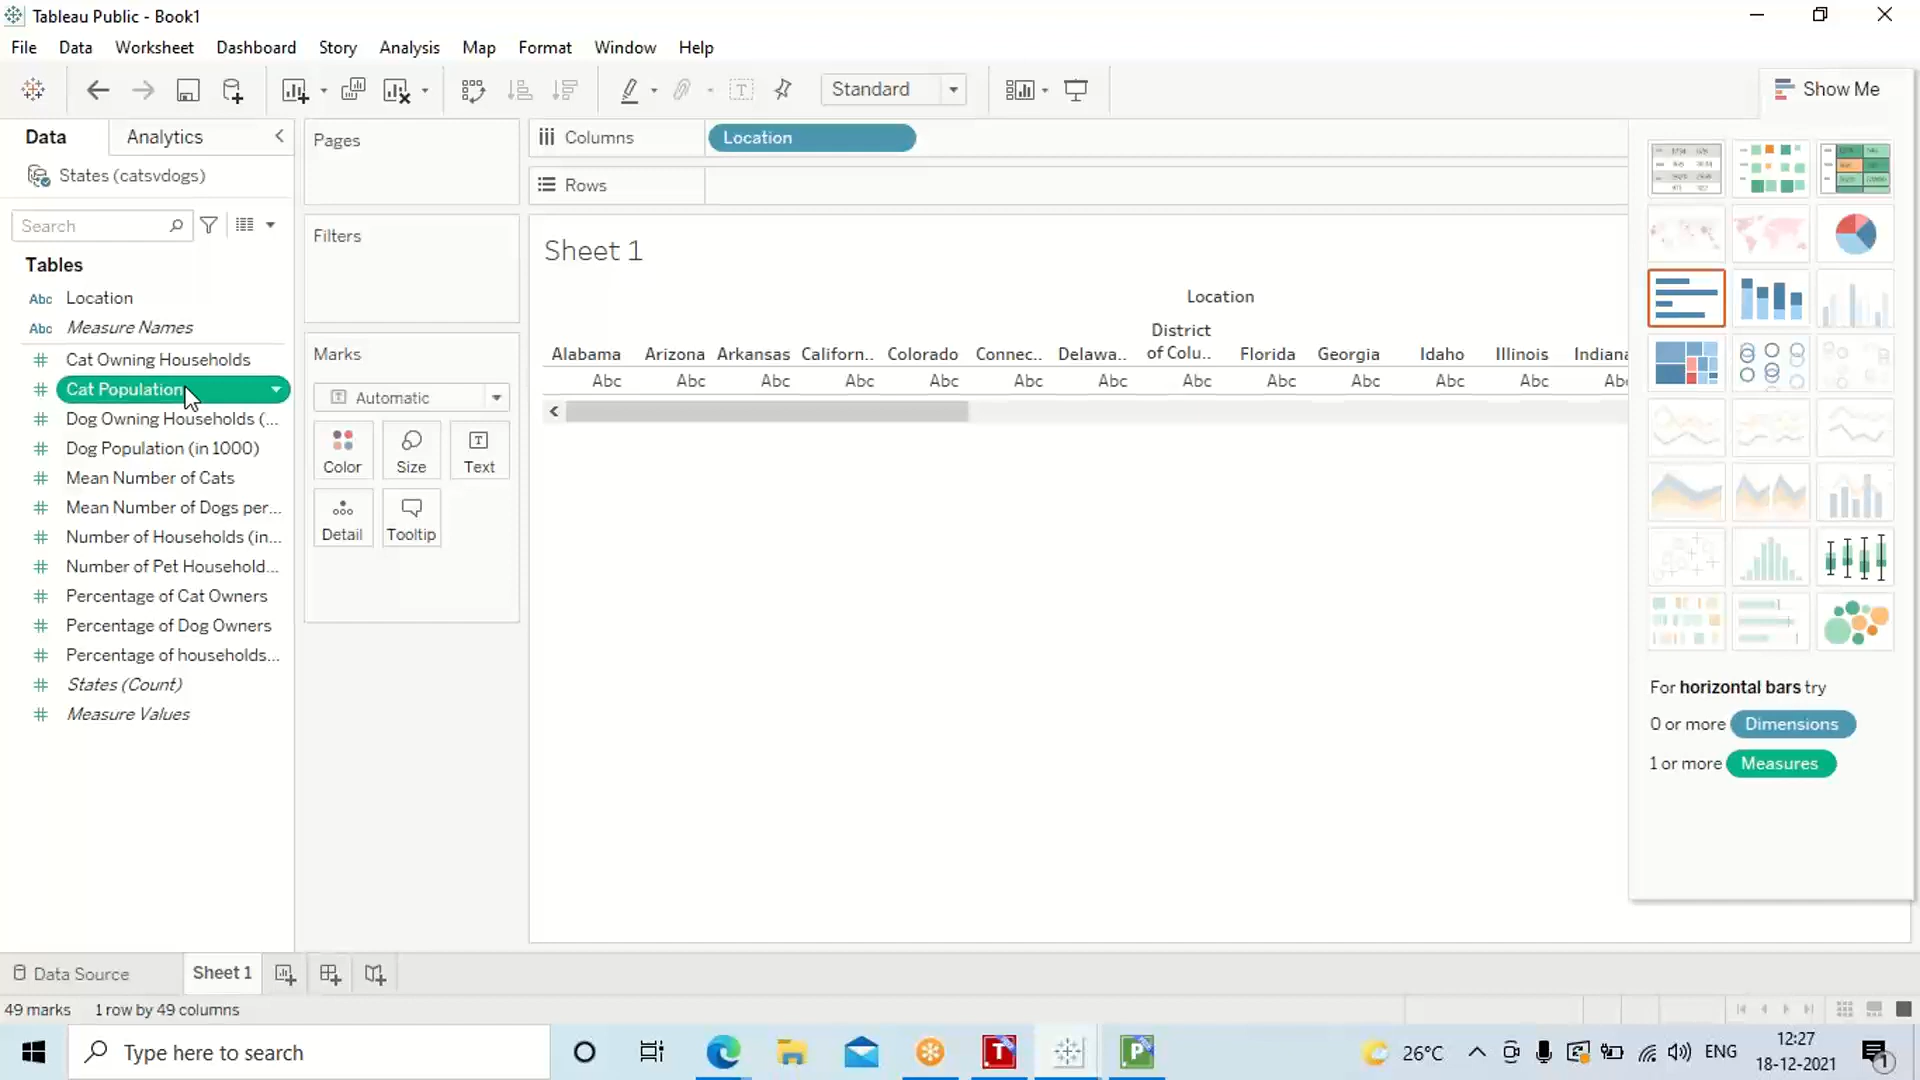 Tableau Public - Book1
File Data Worksheet Dashboard Story Analysis Map Format Window Help
Standard
Show Me
Data
Analytics
States (catsvdogs)
Search
Tables
Abc Location
Abc Measure Names
Cat Owning Households
Cat Population
Dog Owning Households (...
Dog Population (in 1000)
Mean Number of Cats
Mean Number of Dogs per...
Number of Households (in...
Number of Pet Household...
Percentage of Cat Owners
Percentage of Dog Owners
Percentage of households...
States (Count)
Measure Values
Pages
Filters
Marks
Automatic
Color
Size
Text
Detail
Tooltip
Columns
Location
Rows
Sheet 1
Location
Alabama Arizona Arkansas Californ.. Colorado Connec.. Delawa.. District of Colu.. Florida Georgia Idaho Illinois Indiana
Abc Abc Abc Abc Abc Abc Abc Abc Abc Abc Abc Abc Ab
For horizontal bars try
0 or more Dimensions
1 or more Measures
Data Source
Sheet 1
49 marks 1 row by 49 columns
Type here to search
26°C
ENG
12:27
18-12-2021
1